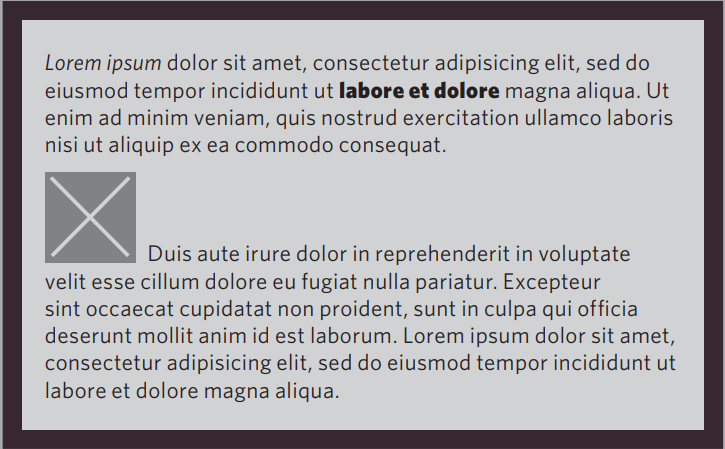 Lorem ipsum dolor sit amet, consectetur adipisicing elit, sed do
eiusmod tempor incididunt ut labore et dolore magna aliqua. Ut
enim ad minim veniam, quis nostrud exercitation ullamco laboris
nisi ut aliquip ex ea commodo consequat.
Duis aute irure dolor in reprehenderit in voluptate
velit esse cillum dolore eu fugiat nulla pariatur. Excepteur
sint occaecat cupidatat non proident, sunt in culpa qui officia
deserunt mollit anim id est laborum. Lorem ipsum dolor sit amet,
consectetur adipisicing elit, sed do eiusmod tempor incididunt ut
labore et dolore magna aliqua.